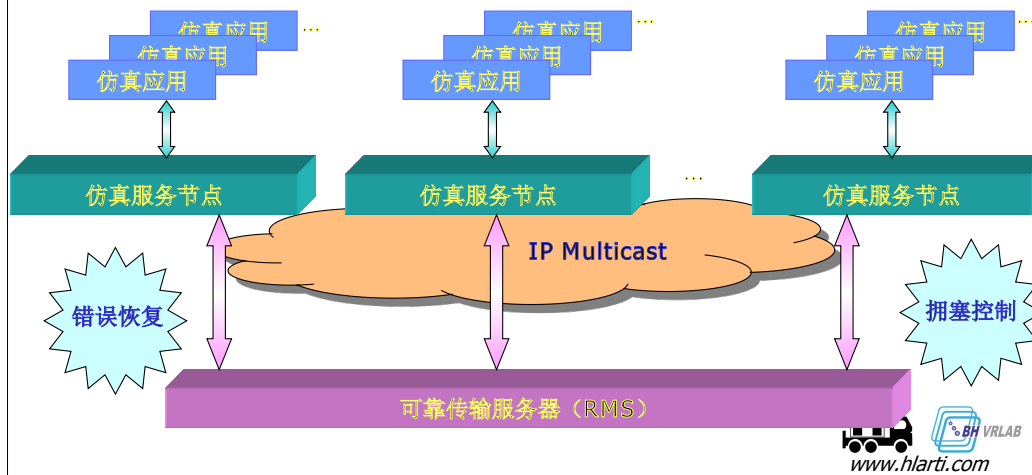 仿真应用 … 仿真应用 … 仿真应用 …
仿真应用 仿真应用 仿真应用
仿真应用 仿真应用 仿真应用
…
仿真服务节点 仿真服务节点 仿真服务节点
IP Multicast
错误恢复 拥塞控制
可靠传输服务器（RMS）
BH VRLAB
www.hlarti.com